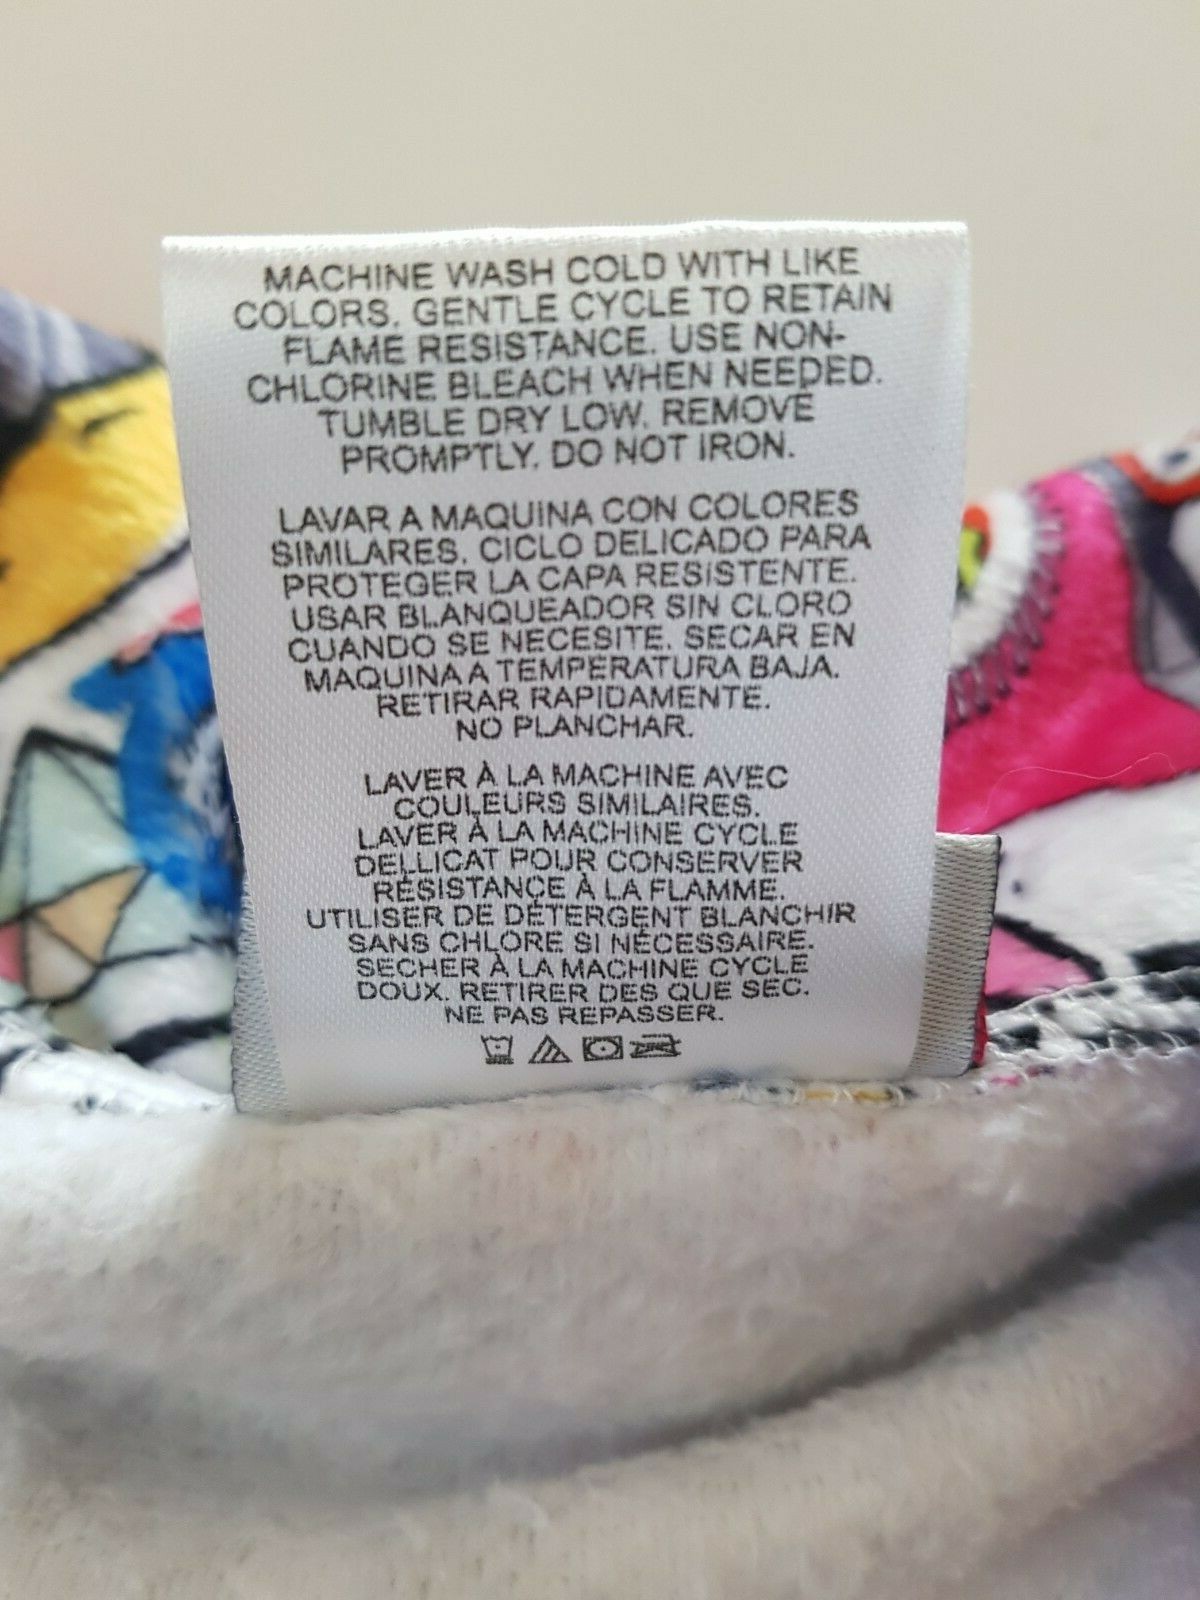 MACHINE WASH COLD WITH LIKE
COLORS. GENTLE CYCLE TO RETAIN
FLAME RESISTANCE. USE NON-
CHLORINE BLEACH WHEN NEEDED.
TUMBLE DRY LOW. REMOVE
PROMPTLY. DO NOT IRON.
LAVAR A MAQUINA CON COLORES
SIMILARES. CICLO DELICADO PARA
PROTEGER LA CAPA RESISTENTE.
USAR BLANQUEADOR SIN CLORO
CUANDO SE NECESITE. SECAR EN
MAQUINA A TEMPERATURA BAJA.
RETIRAR RAPIDAMENTE.
NO PLANCHAR.
LAVER À LA MACHINE AVEC
COULEURS SIMILAIRES.
LAVER À LA MACHINE CYCLE
DELLICAT POUR CONSERVER
RÉSISTANCE À LA FLAMME.
UTILISER DE DÉTERGENT BLANCHIR
SANS CHLORE SI NÉCESSAIRE.
SECHER À LA MACHINE CYCLE
DOUX. RETIRER DES QUE SEC.
NE PAS REPASSER.